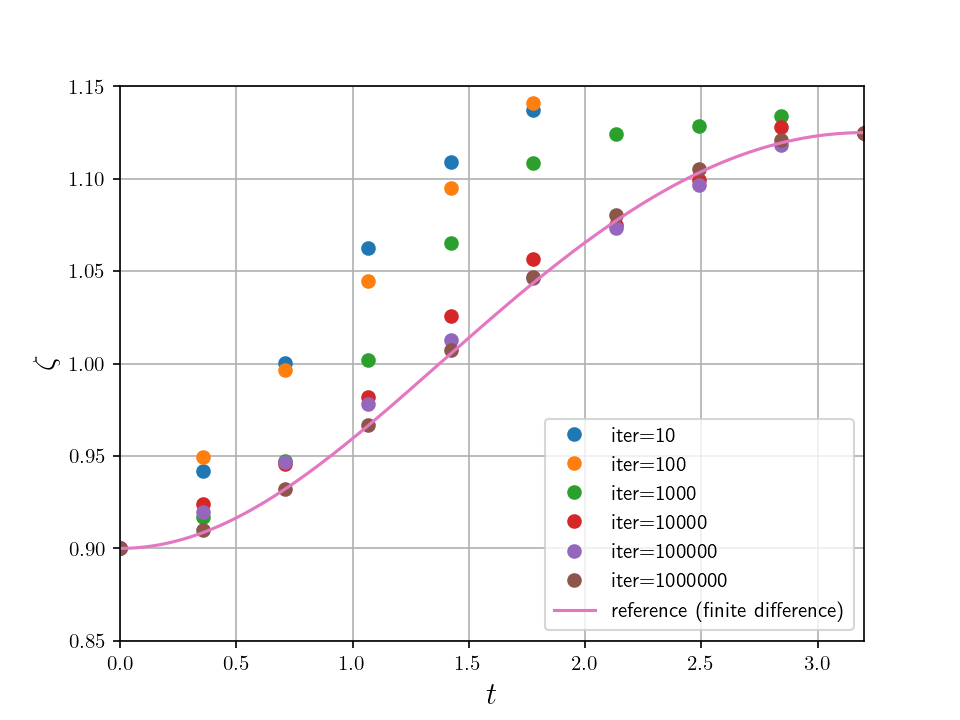 1.15
1.10
1.05
1.00
0.95
0.90
0.85
ζ
0.0 0.5 1.0 1.5 2.0 2.5 3.0
t
iter=10
iter=100
iter=1000
iter=10000
iter=100000
iter=1000000
reference (finite difference)